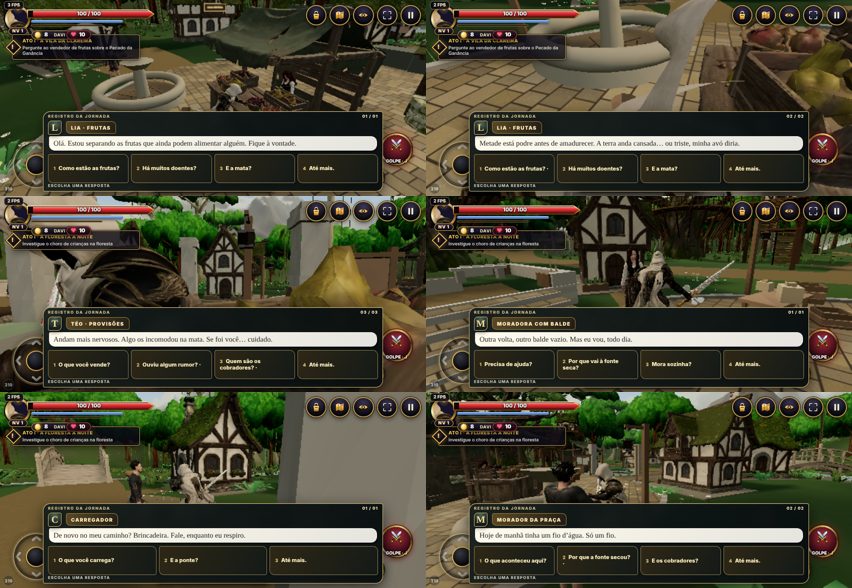 3 FPS
100 / 100
NV 1
8 DAVI 10
ATO I · A VILA DE CLAREIRA
Pergunte ao vendedor de frutas sobre o Pecado da
Ganância
REGISTRO DA JORNADA
01 / 01
L LIA · FRUTAS
Olá. Estou separando as frutas que ainda podem alimentar alguém. Fique à vontade.
1 Como estão as frutas?
2 Há muitos doentes?
3 E a mata?
4 Até mais.
ESCOLHA UMA RESPOSTA
GOLPE
2 FPS
100 / 100
NV 1
8 DAVI 10
Pergunte ao vendedor de frutas sobre o Pecado da
Ganância
REGISTRO DA JORNADA
02 / 02
L LIA · FRUTAS
Metade está podre antes de amadurecer. A terra anda cansada… ou triste, minha avó diria.
1 Como estão as frutas? ·
2 Há muitos doentes?
3 E a mata?
4 Até mais.
ESCOLHA UMA RESPOSTA
GOLPE
2 FPS
100 / 100
NV 1
8 DAVI 10
ATO I · A FLORESTA À NOITE
Investigue o choro de crianças na floresta
REGISTRO DA JORNADA
03 / 03
T TÉO · PROVISÕES
Andam mais nervosos. Algo os incomodou na mata. Se foi você… cuidado.
1 O que você vende?
2 Ouviu algum rumor? ·
3 Quem são os
cobradores? ·
4 Até mais.
ESCOLHA UMA RESPOSTA
GOLPE
2 FPS
100 / 100
NV 1
8 DAVI 10
ATO I · A FLORESTA À NOITE
Investigue o choro de crianças na floresta
REGISTRO DA JORNADA
01 / 01
M MORADORA COM BALDE
Outra volta, outro balde vazio. Mas eu vou, todo dia.
1 Precisa de ajuda?
2 Por que vai à fonte
seca?
3 Mora sozinha?
4 Até mais.
ESCOLHA UMA RESPOSTA
GOLPE
2 FPS
100 / 100
NV 1
8 DAVI 10
ATO I · A FLORESTA À NOITE
Investigue o choro de crianças na floresta
REGISTRO DA JORNADA
01 / 01
C CARREGADOR
De novo no meu caminho? Brincadeira. Fale, enquanto eu respiro.
1 O que você carrega?
2 E a ponte?
3 Até mais.
ESCOLHA UMA RESPOSTA
GOLPE
2 FPS
100 / 100
NV 1
8 DAVI 10
ATO I · A FLORESTA À NOITE
Investigue o choro de crianças na floresta
REGISTRO DA JORNADA
02 / 02
M MORADOR DA PRAÇA
Hoje de manhã tinha um fio d’água. Só um fio.
1 O que aconteceu aqui?
2 Por que a fonte secou?
·
3 E os cobradores?
4 Até mais.
ESCOLHA UMA RESPOSTA
GOLPE